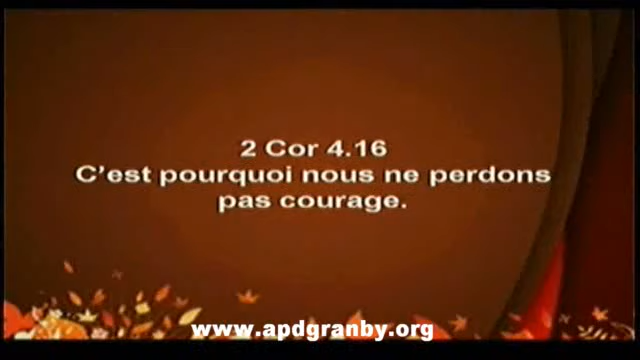 2 Cor 4.16
C'est pourquoi nous ne perdons
pas courage.
www.apdgranby.org